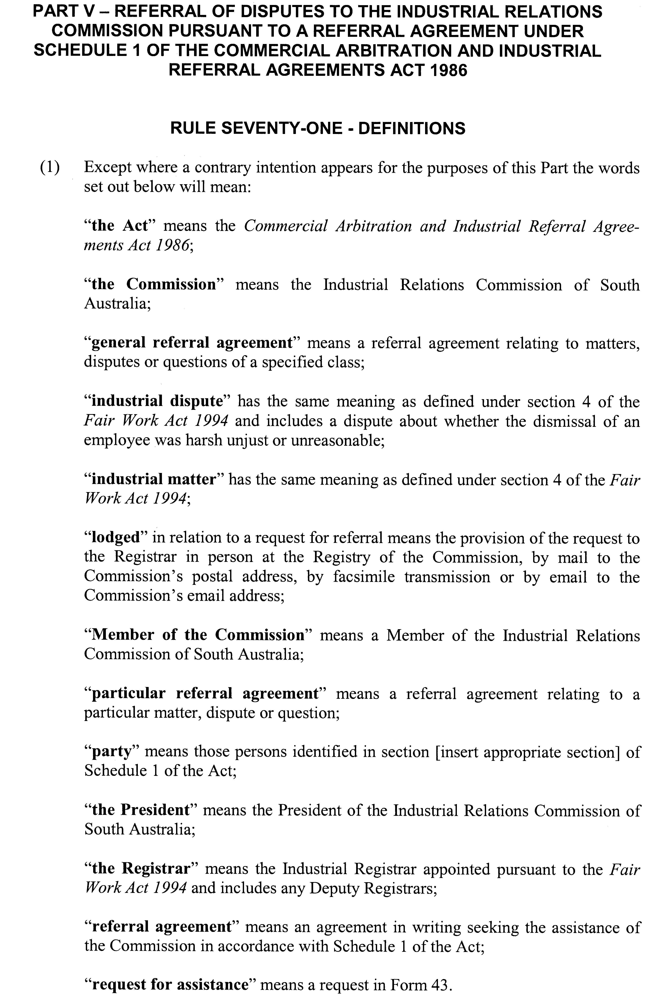 PART V – REFERRAL OF DISPUTES TO THE INDUSTRIAL RELATIONS
COMMISSION PURSUANT TO A REFERRAL AGREEMENT UNDER
SCHEDULE 1 OF THE COMMERCIAL ARBITRATION AND INDUSTRIAL
REFERRAL AGREEMENTS ACT 1986
RULE SEVENTY-ONE - DEFINITIONS
(1) Except where a contrary intention appears for the purposes of this Part the words
set out below will mean:
“the Act” means the Commercial Arbitration and Industrial Referral Agree-
ments Act 1986;
“the Commission” means the Industrial Relations Commission of South
Australia;
“general referral agreement” means a referral agreement relating to matters,
disputes or questions of a specified class;
“industrial dispute” has the same meaning as defined under section 4 of the
Fair Work Act 1994 and includes a dispute about whether the dismissal of an
employee was harsh unjust or unreasonable;
“industrial matter” has the same meaning as defined under section 4 of the Fair
Work Act 1994;
“lodged” in relation to a request for referral means the provision of the request to
the Registrar in person at the Registry of the Commission, by mail to the
Commission’s postal address, by facsimile transmission or by email to the
Commission’s email address;
“Member of the Commission” means a Member of the Industrial Relations
Commission of South Australia;
“particular referral agreement” means a referral agreement relating to a
particular matter, dispute or question;
“party” means those persons identified in section [insert appropriate section] of
Schedule 1 of the Act;
“the President” means the President of the Industrial Relations Commission of
South Australia;
“the Registrar” means the Industrial Registrar appointed pursuant to the Fair
Work Act 1994 and includes any Deputy Registrars;
“referral agreement” means an agreement in writing seeking the assistance of
the Commission in accordance with Schedule 1 of the Act;
“request for assistance” means a request in Form 43.